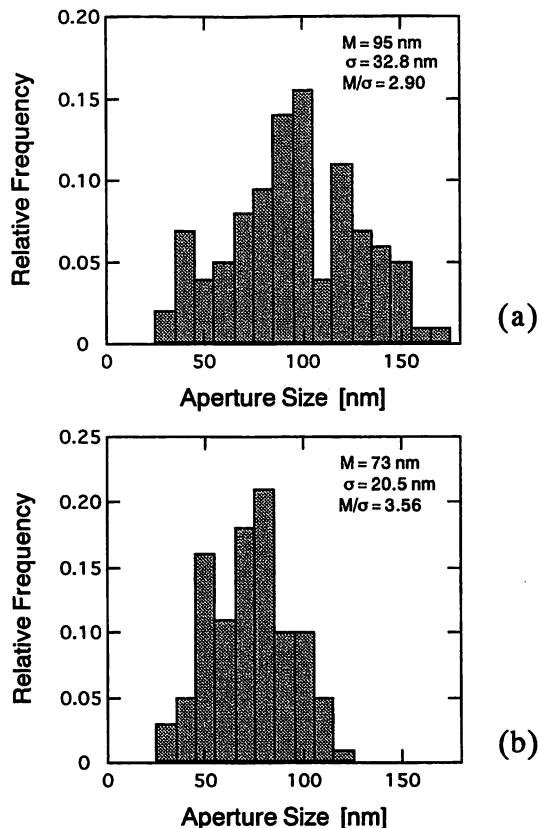 0.20
M = 95 nm
σ = 32.8 nm
M/σ = 2.90
0.15
Relative Frequency
0.10
0.05
0
0 50 100 150
Aperture Size [nm]
(a)
0.25
M = 73 nm
σ = 20.5 nm
M/σ = 3.56
0.20
0.15
Relative Frequency
0.10
0.05
0
0 50 100 150
Aperture Size [nm]
(b)